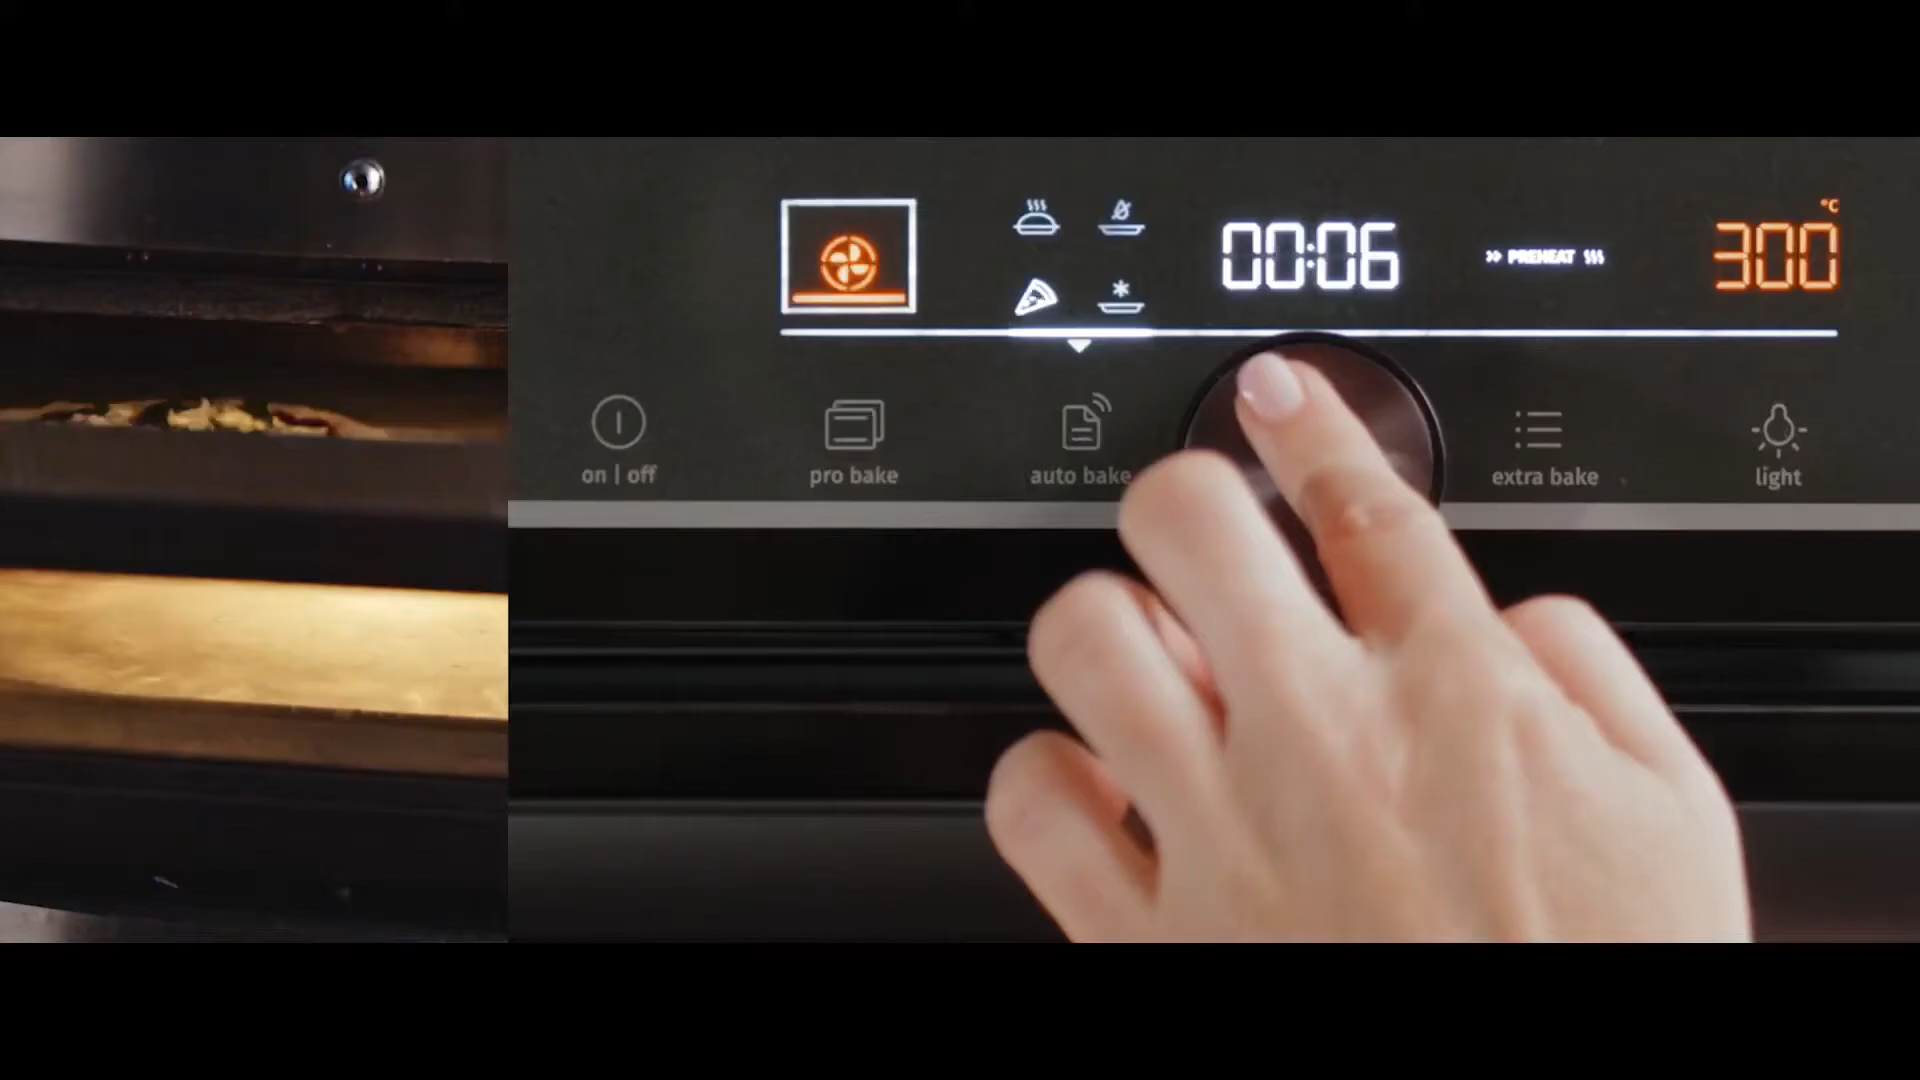 °C
00:06
>> PREHEAT
300
on | off
pro bake
auto bake
extra bake
light